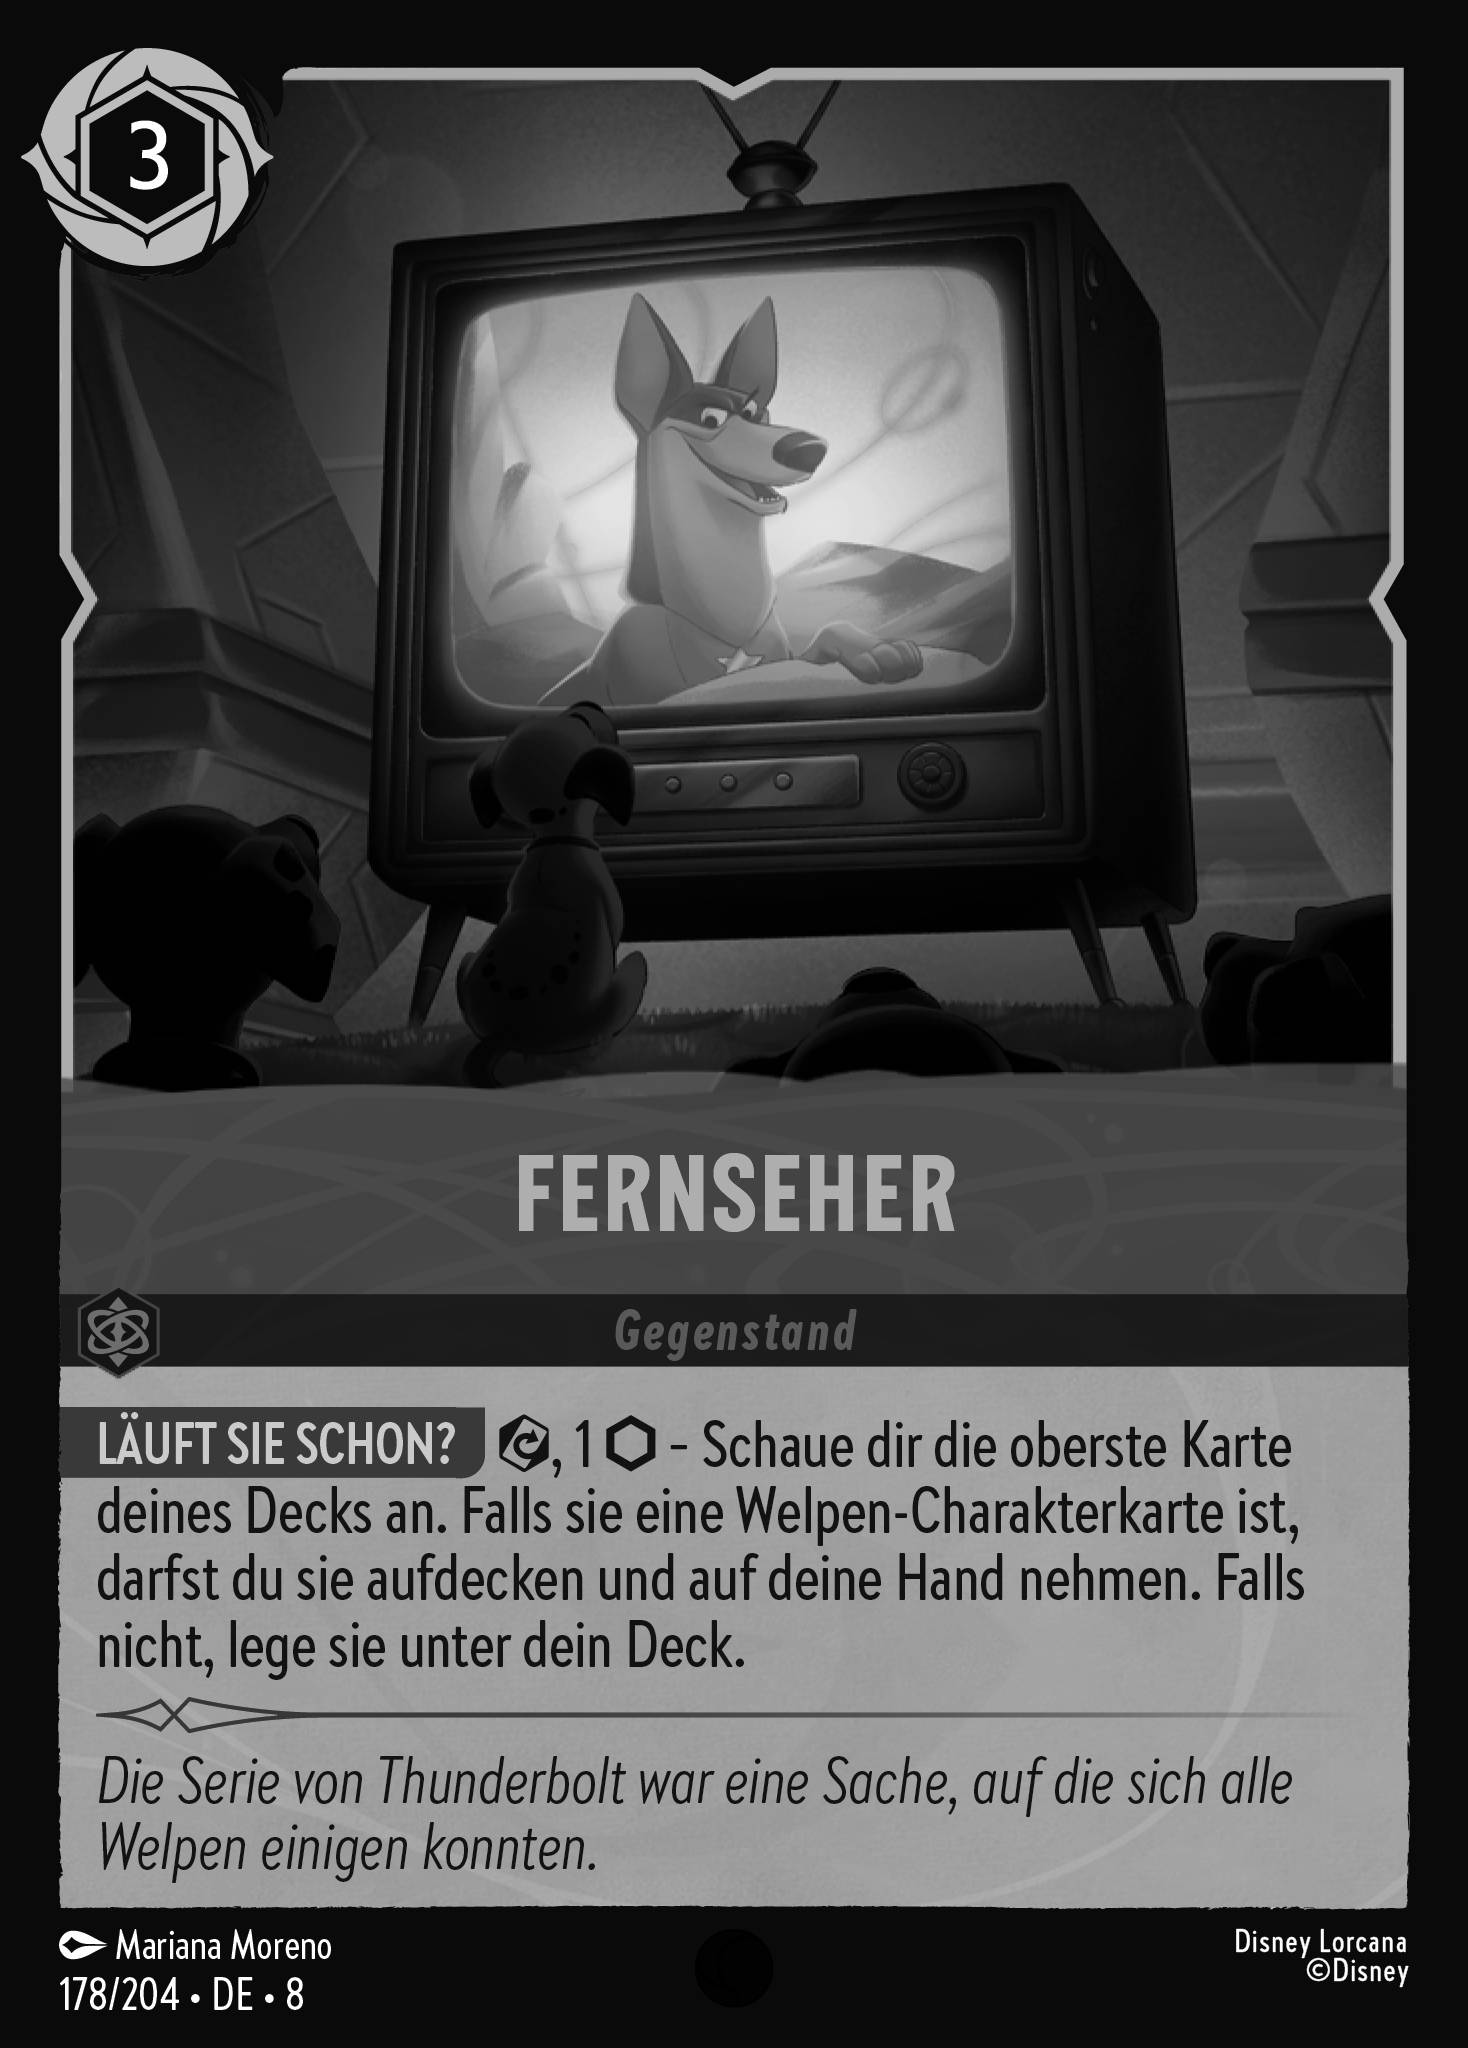 3
FERNSEHER
Gegenstand
LÄUFT SIE SCHON? , 1 – Schaue dir die oberste Karte
deines Decks an. Falls sie eine Welpen-Charakterkarte ist,
darfst du sie aufdecken und auf deine Hand nehmen. Falls
nicht, lege sie unter dein Deck.
Die Serie von Thunderbolt war eine Sache, auf die sich alle
Welpen einigen konnten.
Mariana Moreno
178/204 • DE • 8
Disney Lorcana
©Disney